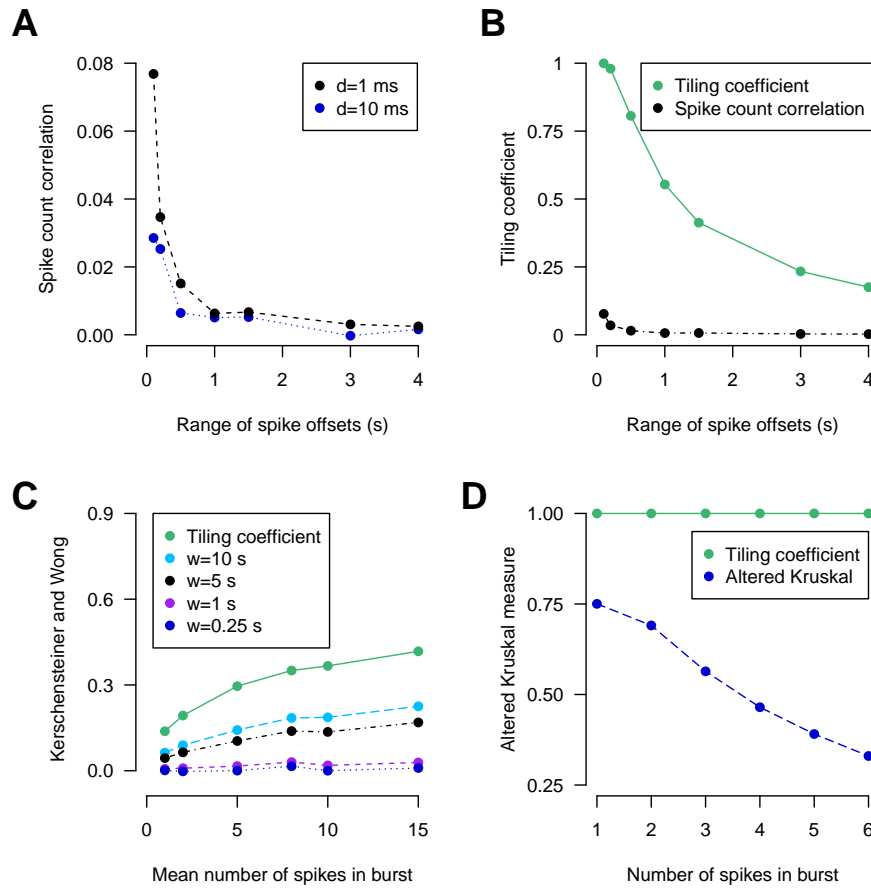 A
0.08
0.06
0.04
0.02
0.00
Spike count correlation
d=1 ms
d=10 ms
0 1 2 3 4
Range of spike offsets (s)
B
1
0.75
0.5
0.25
0
Tiling coefficient
Tiling coefficient
Spike count correlation
0 1 2 3 4
Range of spike offsets (s)
C
0.9
0.6
0.3
0.0
Kerschensteiner and Wong
Tiling coefficient
w=10 s
w=5 s
w=1 s
w=0.25 s
0 5 10 15
Mean number of spikes in burst
D
1.00
0.75
0.50
0.25
Altered Kruskal measure
Tiling coefficient
Altered Kruskal
1 2 3 4 5 6
Number of spikes in burst